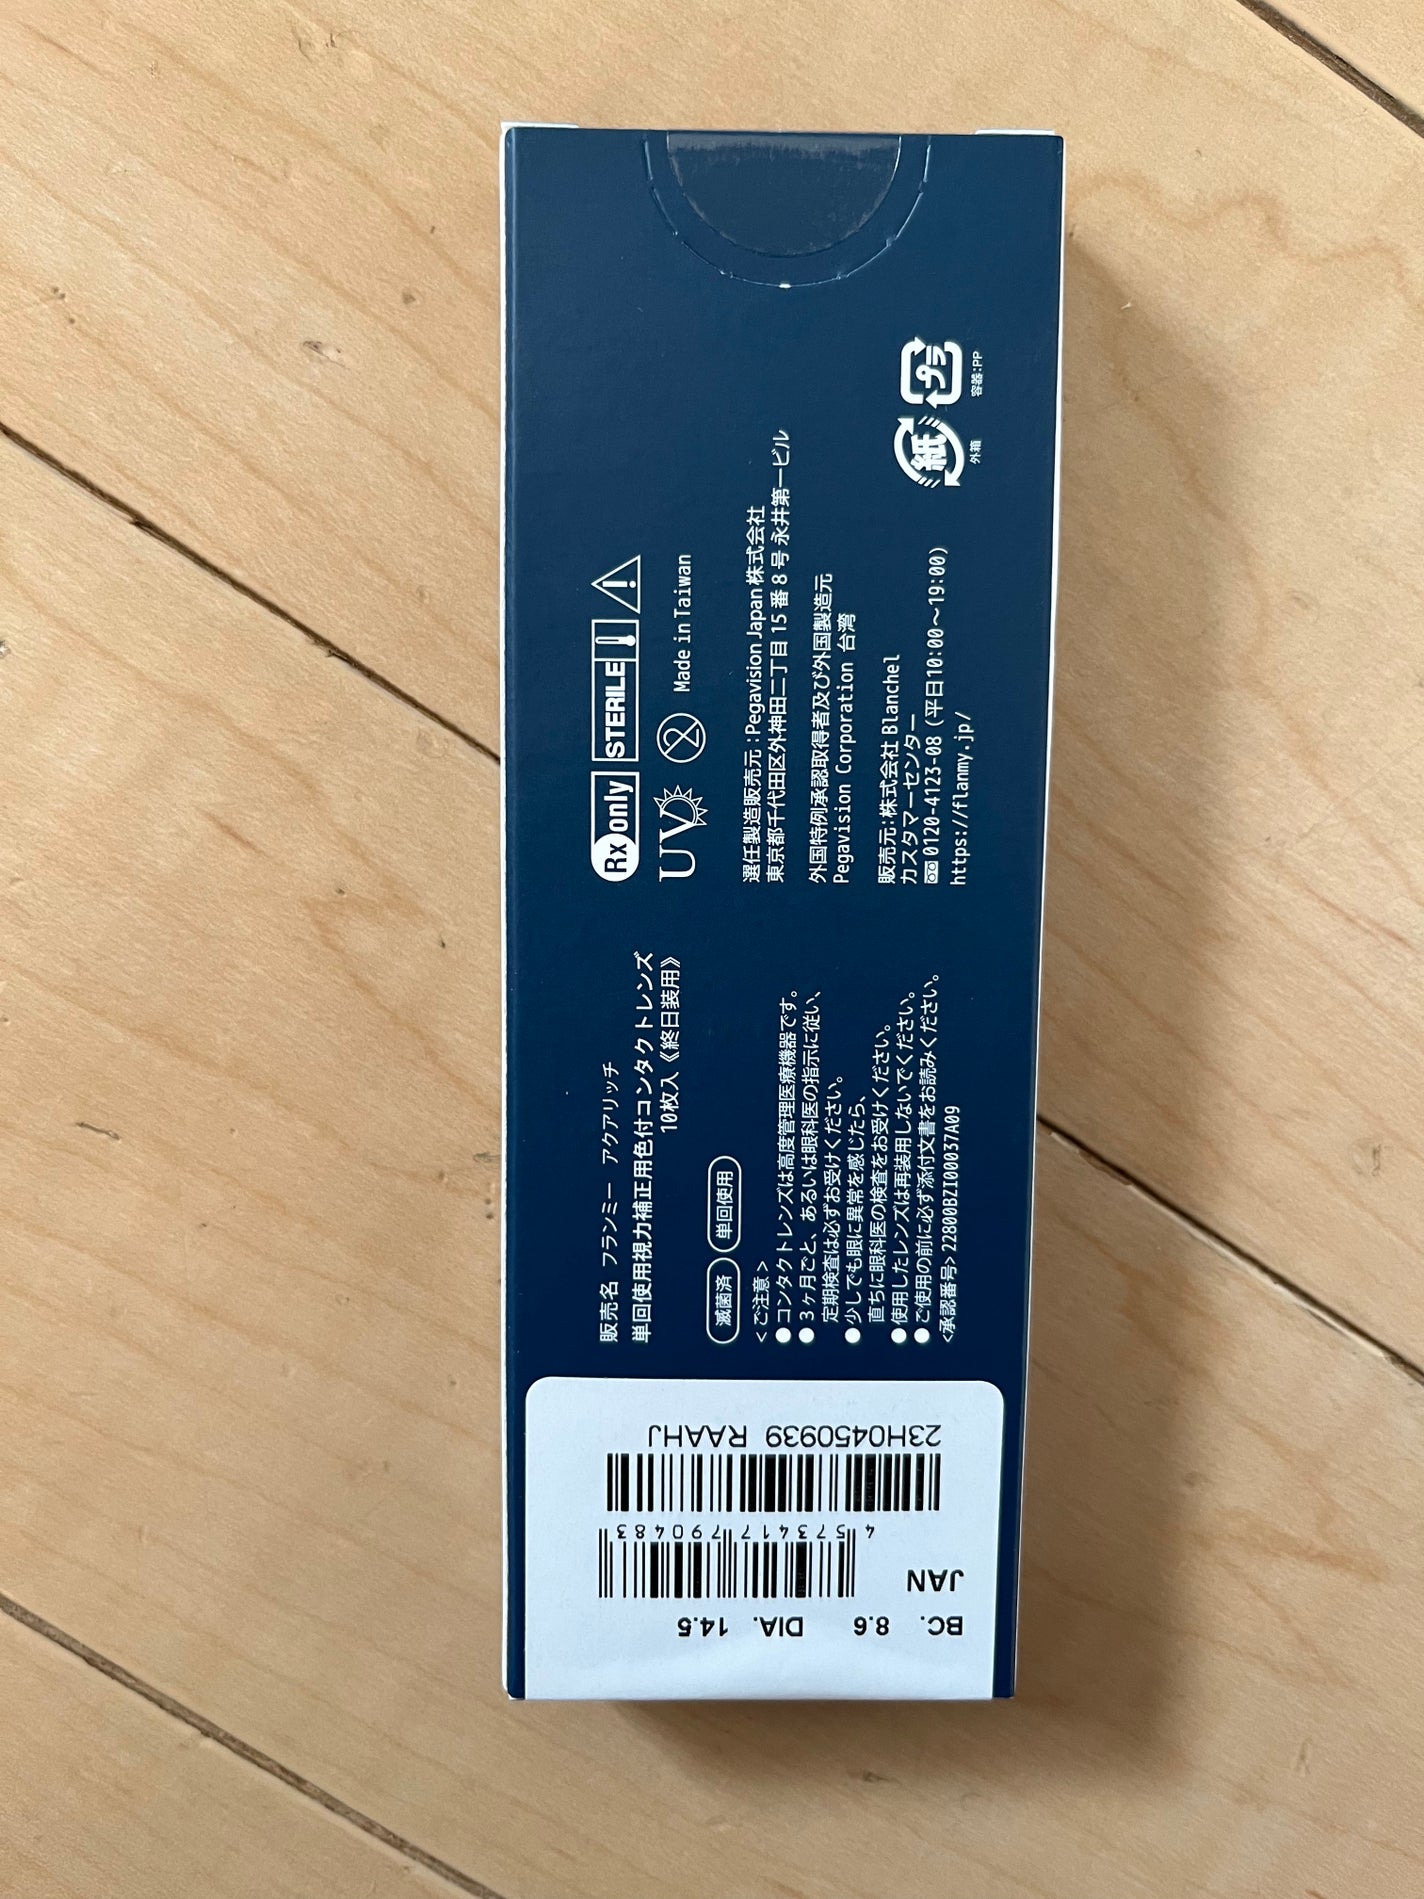 販売名 フランミー アクアリッチ
単回使用視力補正用色付コンタクトレンズ
10枚入《終日装用》
滅菌済 単回使用
<ご注意>
●コンタクトレンズは高度管理医療機器です。
●3ヶ月ごと、あるいは眼科医の指示に従い、
定期検査は必ずお受けください。
●少しでも眼に異常を感じたら、
直ちに眼科医の検査をお受けください。
●使用したレンズは再装用しないでください。
●ご使用の前に必ず添付文書をお読みください。
<承認番号>22800BZI00037A09
Rx only STERILE
UV 2 Made in Taiwan
選任製造販売元:Pegavision Japan株式会社
東京都千代田区外神田二丁目15番8号 永井第一ビル
外国特例承認取得者及び外国製造元
Pegavision Corporation 台湾
販売元:株式会社 Blanchel
カスタマーセンター
0120-4123-08(平日10:00〜19:00)
https://flanmy.jp/
紙 プラ
外箱 容器:PP
BC. 8.6 DIA. 14.5
JAN
4573417790483
23H0450939 RAAHJ